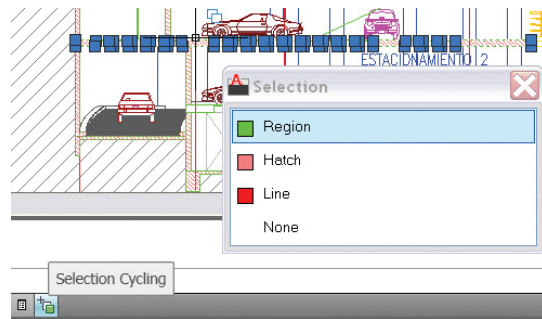 ESTACIONAMIENTO 2
Selection
Region
Hatch
Line
None
Selection Cycling